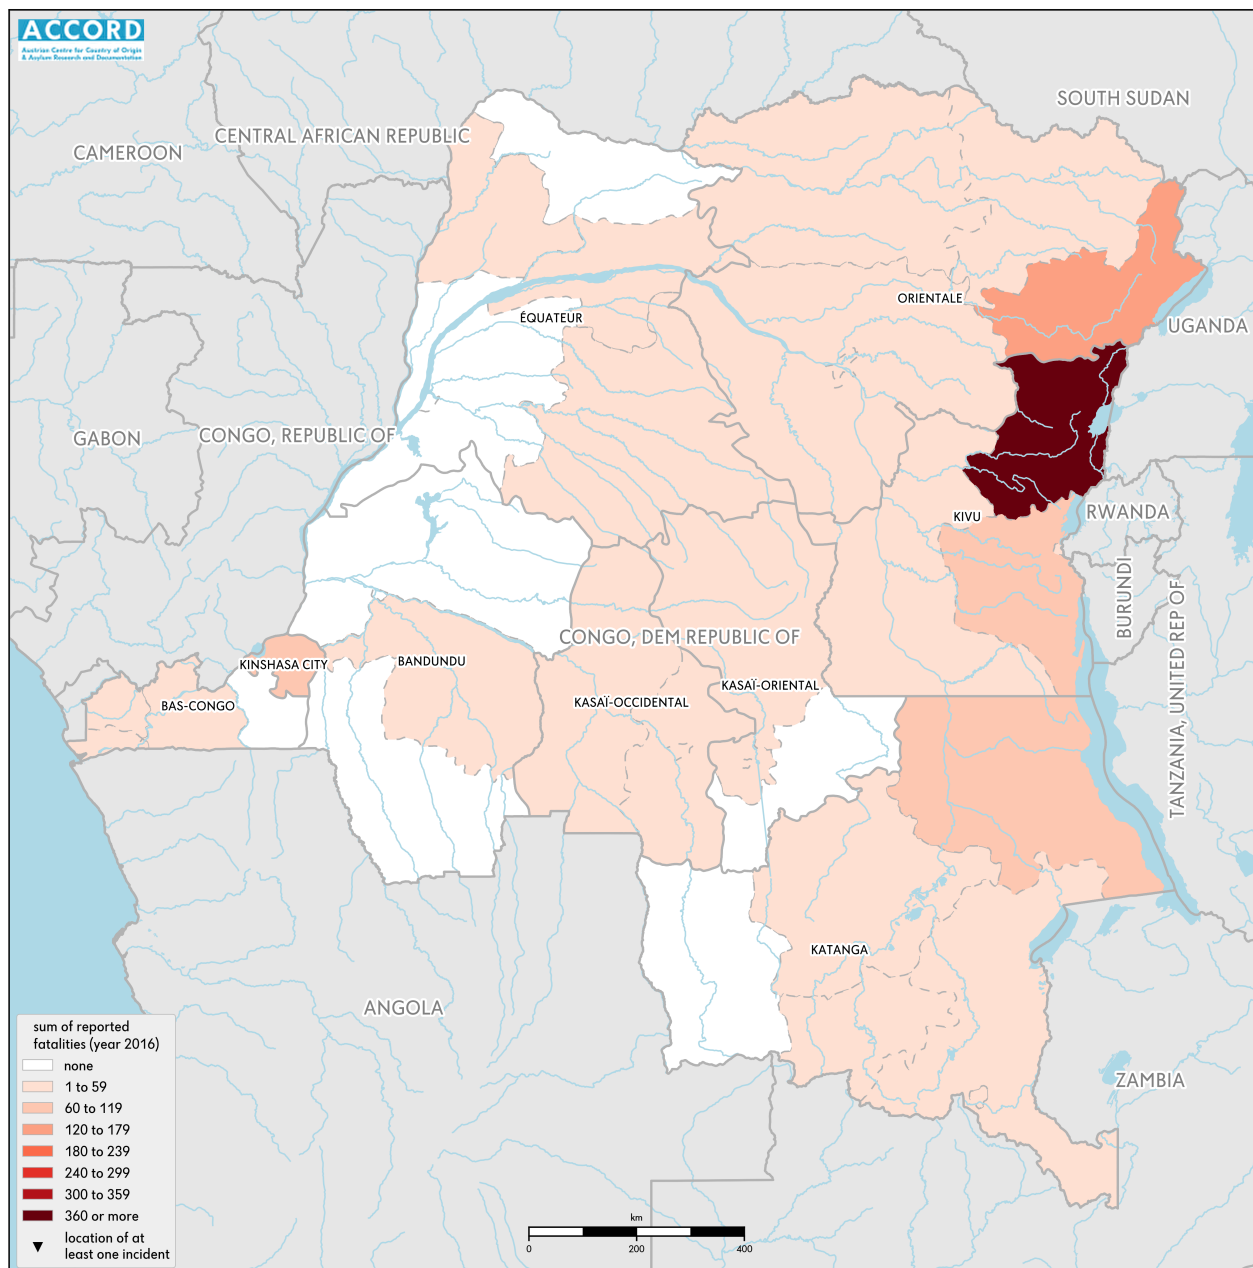 ACCORD
Austrian Centre for Country of Origin
& Asylum Research and Documentation
SOUTH SUDAN
CENTRAL AFRICAN REPUBLIC
CAMEROON
ORIENTALE
ÉQUATEUR
UGANDA
GABON
CONGO, REPUBLIC OF
KIVU
RWANDA
BURUNDI
TANZANIA, UNITED REP OF
CONGO, DEM REPUBLIC OF
KINSHASA CITY
BANDUNDU
KASAÏ-ORIENTAL
BAS-CONGO
KASAÏ-OCCIDENTAL
KATANGA
ANGOLA
ZAMBIA
sum of reported
fatalities (year 2016)
none
1 to 59
60 to 119
120 to 179
180 to 239
240 to 299
300 to 359
360 or more
location of at
least one incident
km
0 200 400